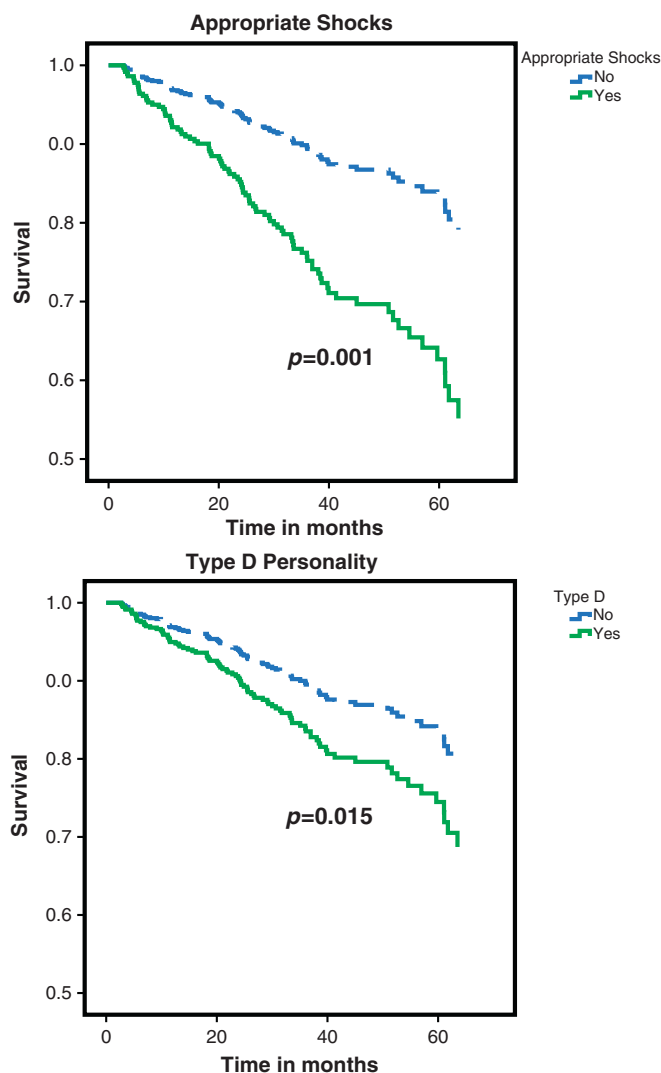 Appropriate Shocks
Appropriate Shocks
No
Yes
1.0
0.0
0.8
0.7
0.6
0.5
Survival
p=0.001
0 20 40 60
Time in months
Type D Personality
Type D
No
Yes
1.0
0.0
0.8
0.7
0.6
0.5
Survival
p=0.015
0 20 40 60
Time in months